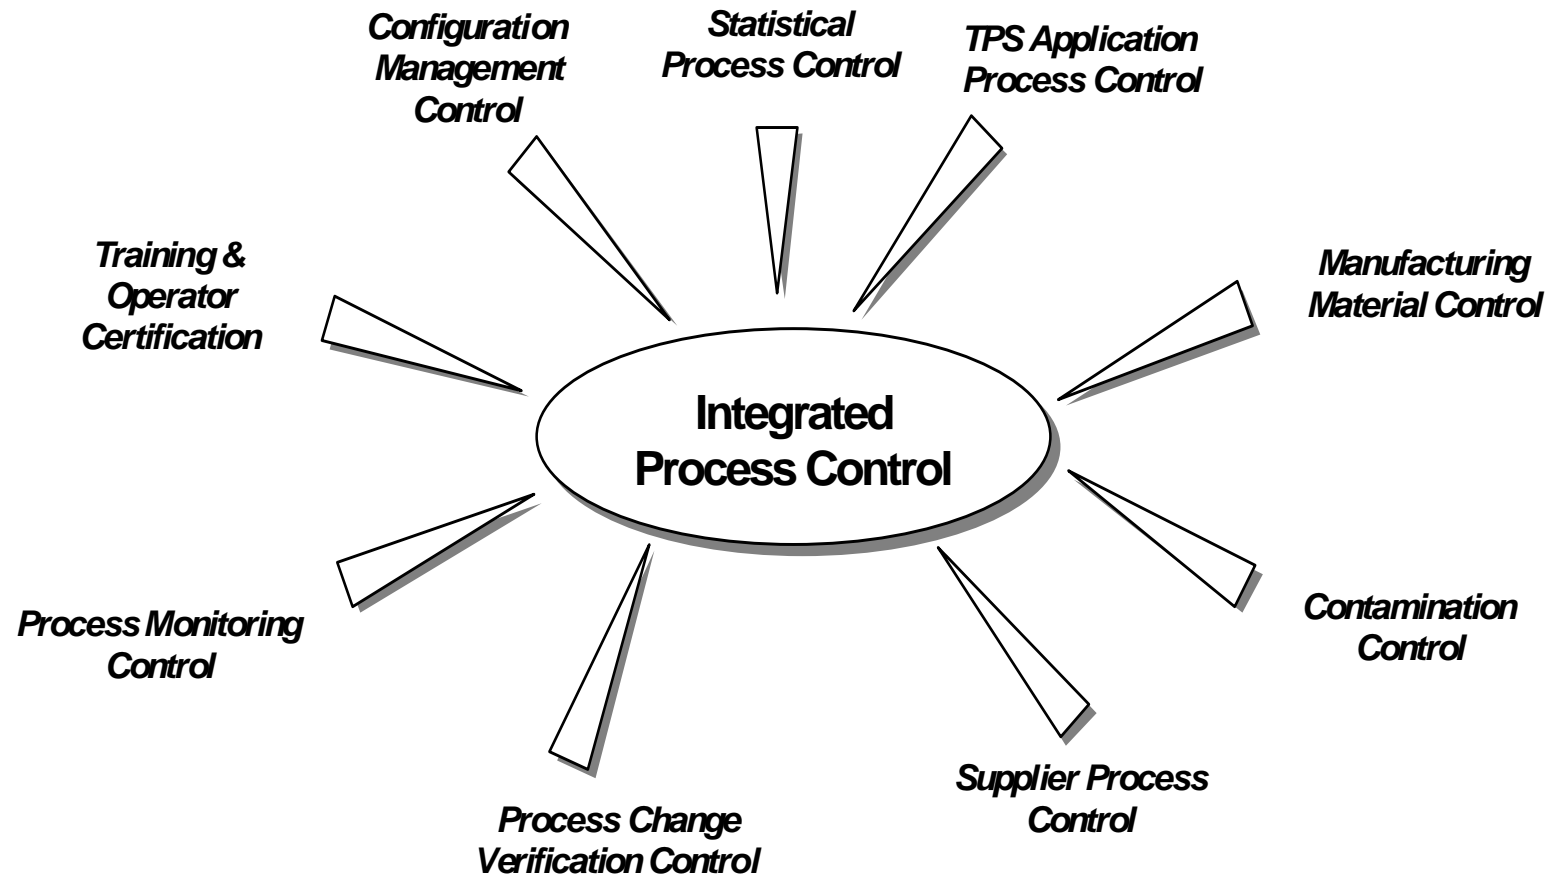 Configuration
Management
Control
Statistical
Process Control
TPS Application
Process Control
Training &
Operator
Certification
Manufacturing
Material Control
Integrated
Process Control
Process Monitoring
Control
Contamination
Control
Supplier Process
Control
Process Change
Verification Control